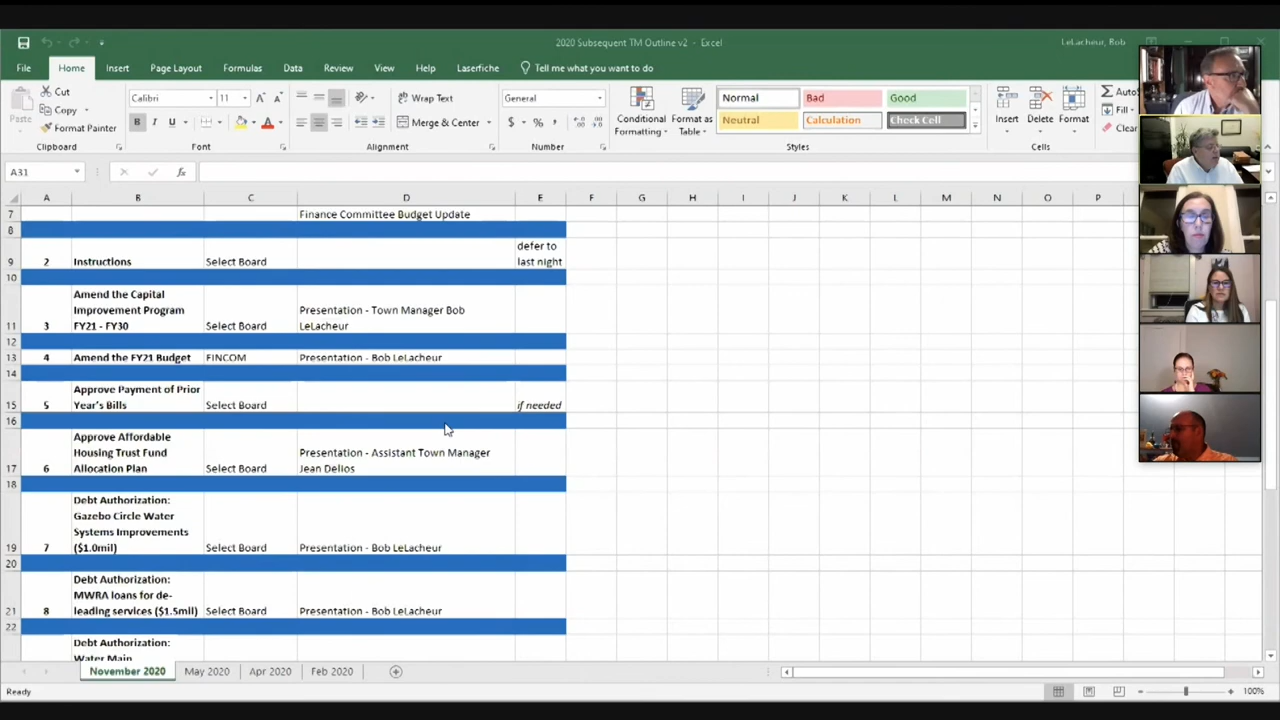 2020 Subsequent TM Outline v2 - Excel
LeLacheur, Rob
File Home Insert Page Layout Formulas Data Review View Help Laserfiche Tell me what you want to do
Paste
Cut
Copy
Format Painter
Clipboard
Calibri 11
B I U
Font
Wrap Text
Merge & Center
Alignment
General
$ % ,
Number
Conditional Formatting
Format as Table
Normal Bad Good
Neutral Calculation Check Cell
Styles
Insert Delete Format
Cells
Fill
Clear
A31
fx
A B C D E F G H I J K L M N O P
7 Finance Committee Budget Update
8
defer to
9 2 Instructions Select Board last night
10
Amend the Capital
Improvement Program Presentation - Town Manager Bob
11 3 FY21 - FY30 Select Board LeLacheur
12
13 4 Amend the FY21 Budget FINCOM Presentation - Bob LeLacheur
14
Approve Payment of Prior
15 5 Year's Bills Select Board if needed
16
Approve Affordable
Housing Trust Fund Presentation - Assistant Town Manager
17 6 Allocation Plan Select Board Jean Delios
18
Debt Authorization:
Gazebo Circle Water
Systems Improvements
19 7 ($1.0mil) Select Board Presentation - Bob LeLacheur
20
Debt Authorization:
MWRA loans for de-
21 8 leading services ($1.5mil) Select Board Presentation - Bob LeLacheur
22
Debt Authorization:
Water Main
November 2020 May 2020 Apr 2020 Feb 2020
Ready
100%